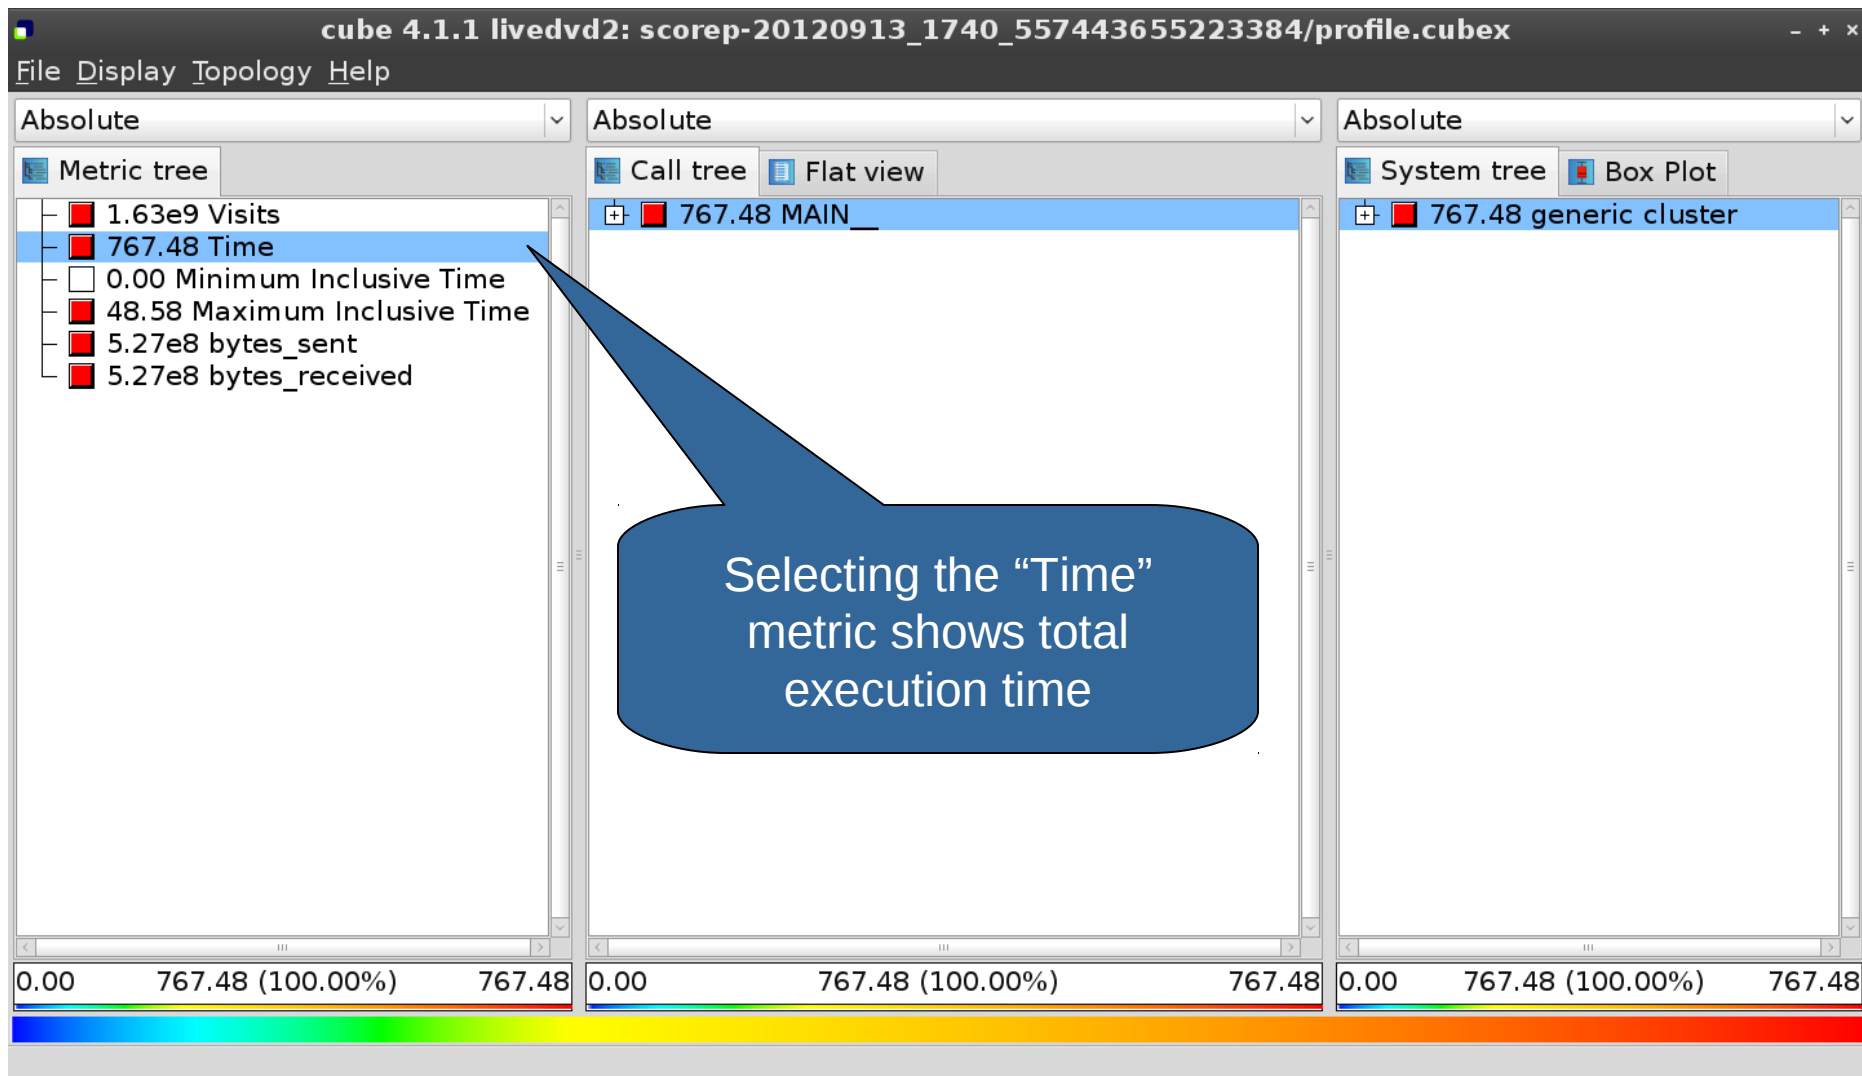 cube 4.1.1 livedvd2: scorep-20120913_1740_557443655223384/profile.cubex
File Display Topology Help
Absolute
Absolute
Absolute
Metric tree
Call tree
Flat view
System tree
Box Plot
1.63e9 Visits
767.48 Time
0.00 Minimum Inclusive Time
48.58 Maximum Inclusive Time
5.27e8 bytes_sent
5.27e8 bytes_received
767.48 MAIN__
767.48 generic cluster
Selecting the “Time”
metric shows total
execution time
0.00 767.48 (100.00%) 767.48
0.00 767.48 (100.00%) 767.48
0.00 767.48 (100.00%) 767.48